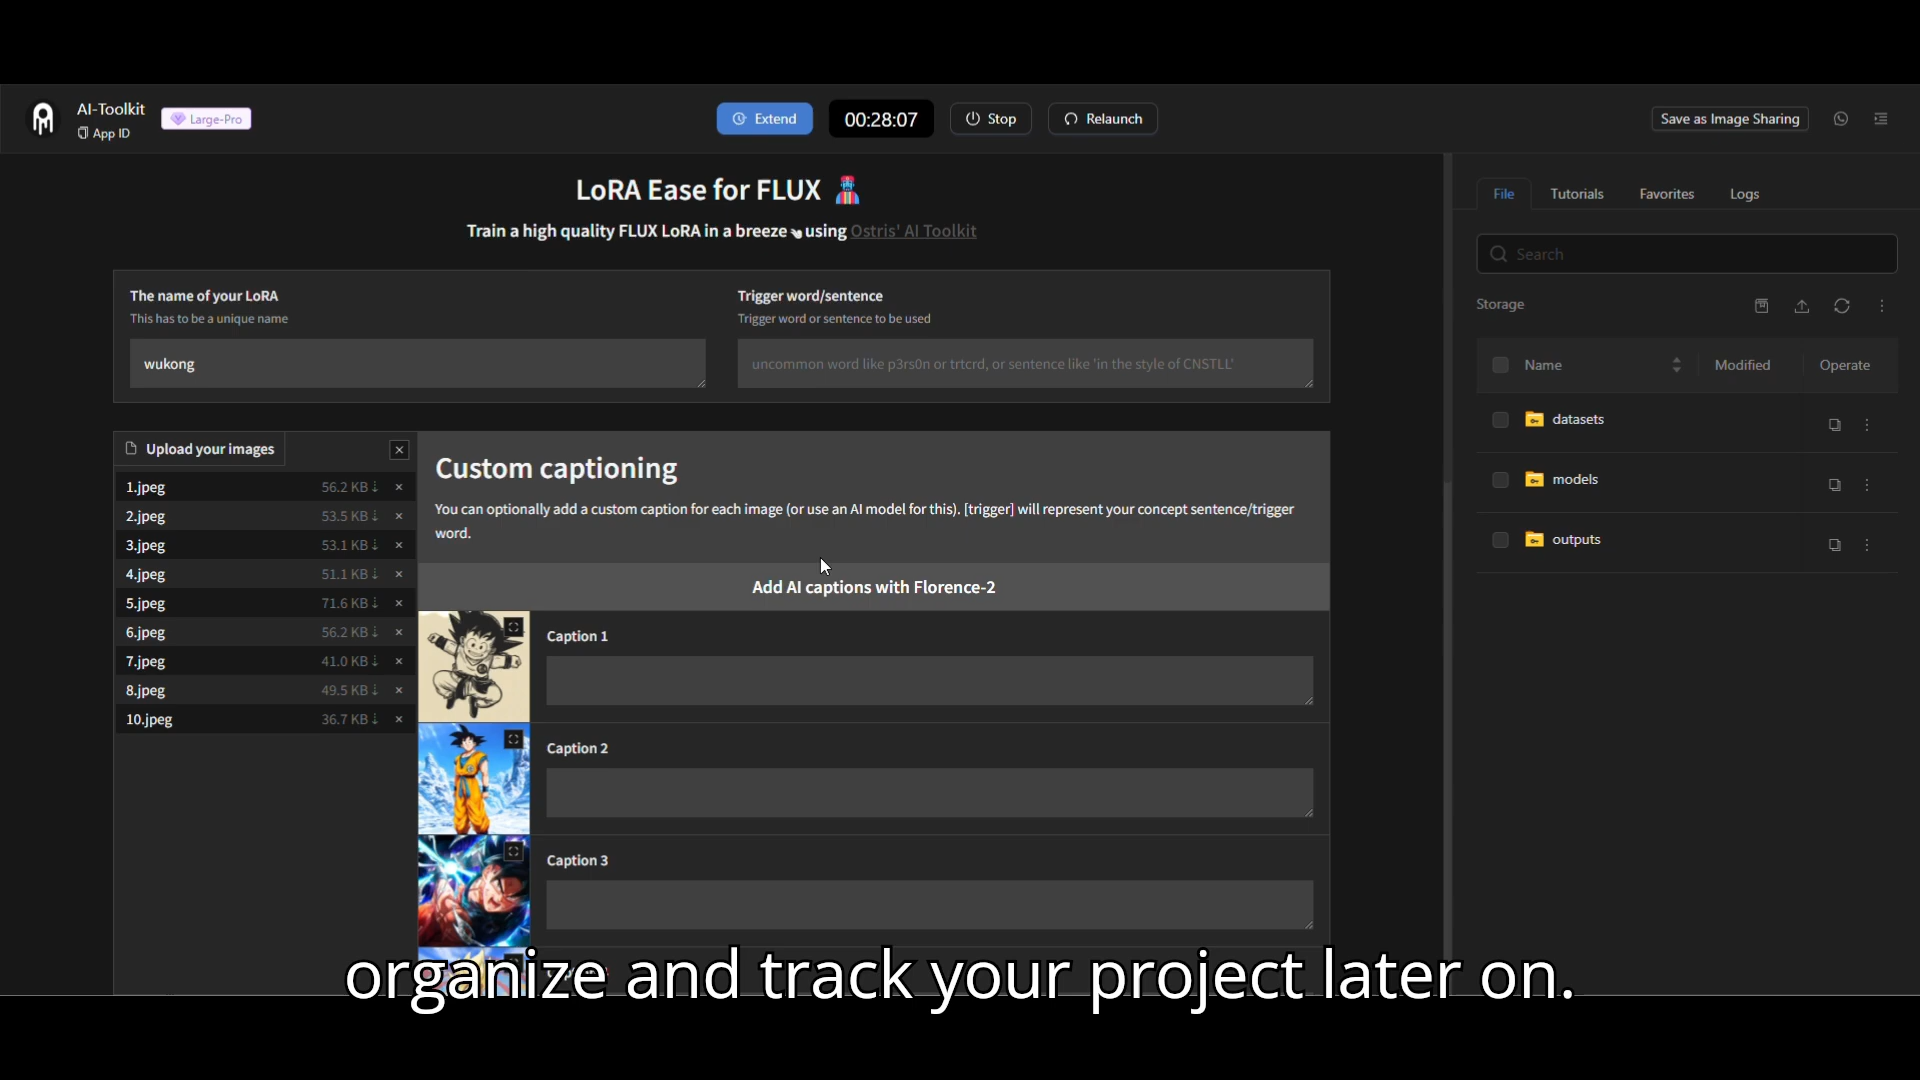 AI-Toolkit
App ID
Large-Pro
Extend
00:28:07
Stop
Relaunch
Save as Image Sharing
LoRA Ease for FLUX
Train a high quality FLUX LoRA in a breeze using Ostris' AI Toolkit
The name of your LoRA
This has to be a unique name
wukong
Trigger word/sentence
Trigger word or sentence to be used
uncommon word like p3rs0n or trtcrd, or sentence like 'in the style of CNSTLL'
Upload your images
1.jpeg 56.2 KB↓
2.jpeg 53.5 KB↓
3.jpeg 53.1 KB↓
4.jpeg 51.1 KB↓
5.jpeg 71.6 KB↓
6.jpeg 56.2 KB↓
7.jpeg 41.0 KB↓
8.jpeg 49.5 KB↓
10.jpeg 36.7 KB↓
Custom captioning
You can optionally add a custom caption for each image (or use an AI model for this). [trigger] will represent your concept sentence/trigger
word.
Add AI captions with Florence-2
Caption 1
Caption 2
Caption 3
File
Tutorials
Favorites
Logs
Search
Storage
Name
Modified
Operate
datasets
models
outputs
organize and track your project later on.